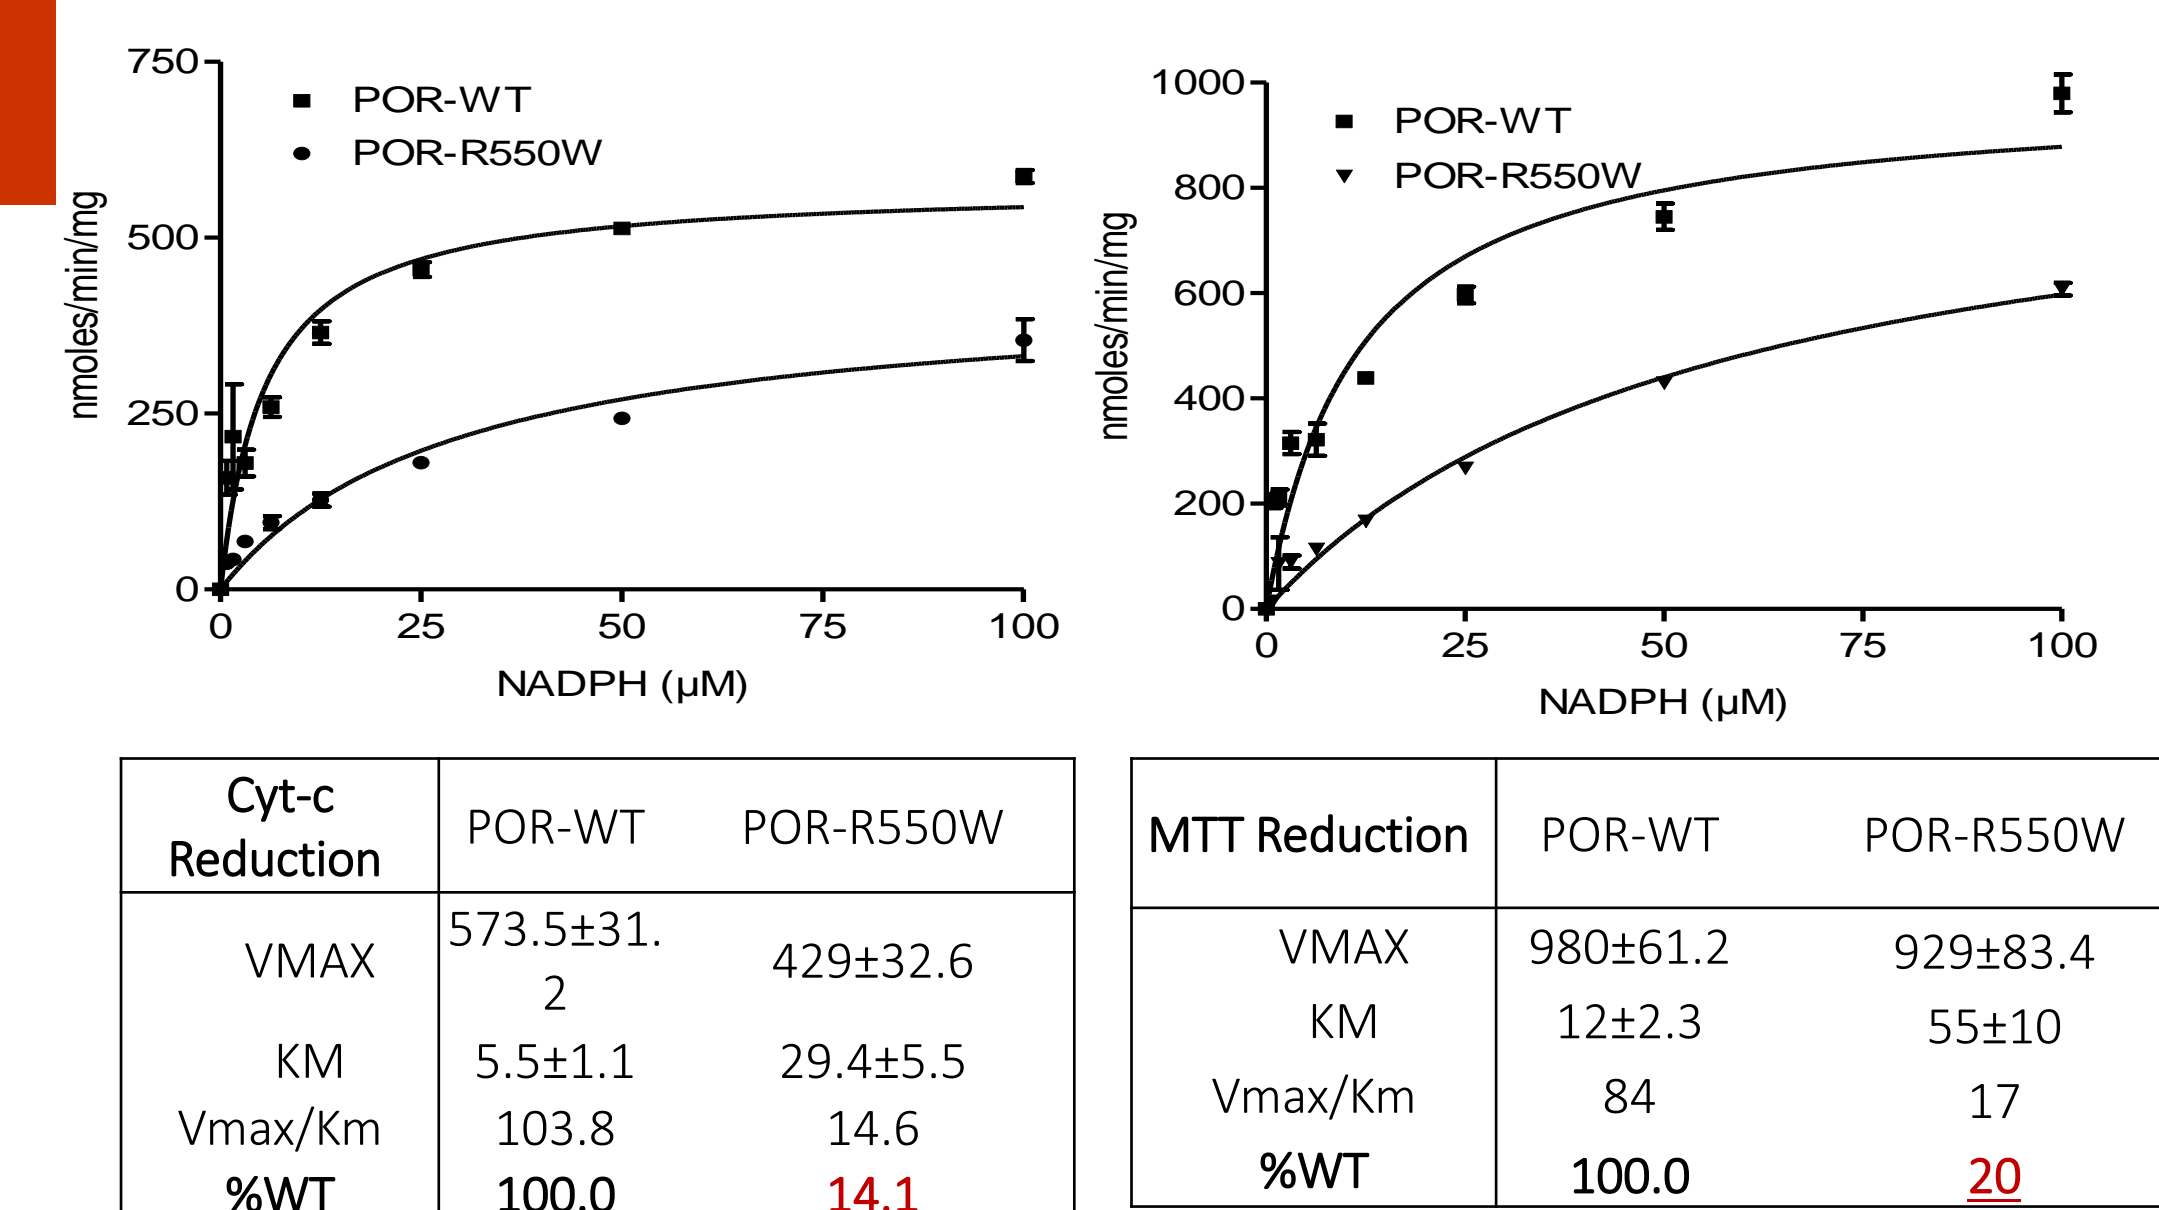 750
500
250
0
POR-WT
POR-R550W
nmoles/min/mg
0 25 50 75 100
NADPH (µM)
1000
800
600
400
200
0
POR-WT
POR-R550W
nmoles/min/mg
0 25 50 75 100
NADPH (µM)
Cyt-c
Reduction
POR-WT POR-R550W
VMAX 573.5±31.
2 429±32.6
KM 5.5±1.1 29.4±5.5
Vmax/Km 103.8 14.6
%WT 100.0 14.1
MTT Reduction POR-WT POR-R550W
VMAX 980±61.2 929±83.4
KM 12±2.3 55±10
Vmax/Km 84 17
%WT 100.0 20